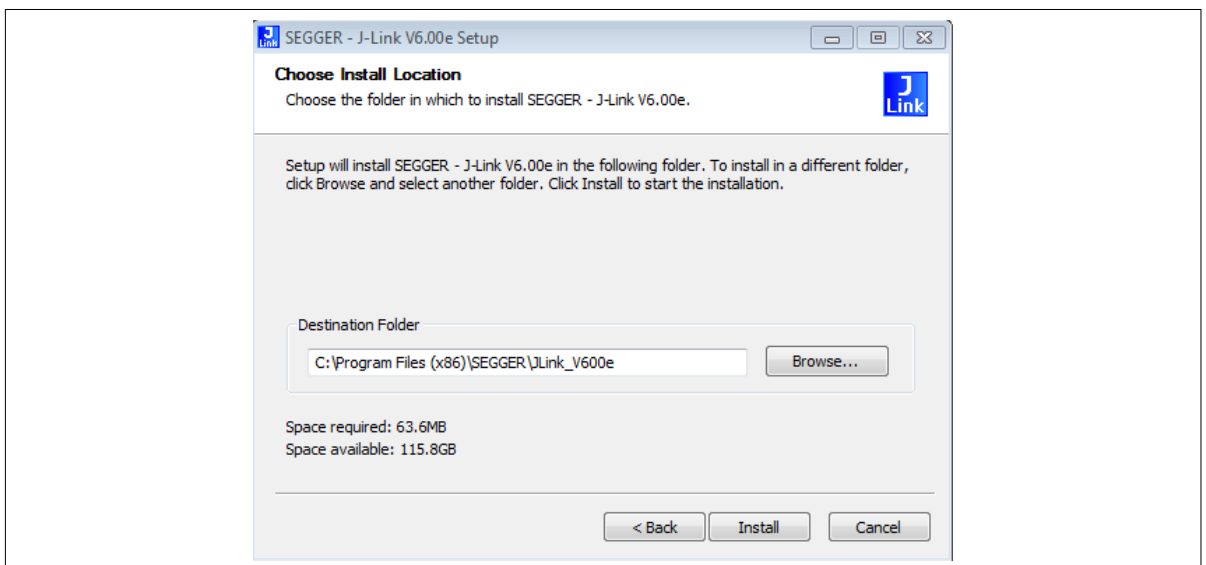 J
Link
SEGGER - J-Link V6.00e Setup
Choose Install Location
Choose the folder in which to install SEGGER - J-Link V6.00e.
J
Link
Setup will install SEGGER - J-Link V6.00e in the following folder. To install in a different folder,
click Browse and select another folder. Click Install to start the installation.
Destination Folder
C:\Program Files (x86)\SEGGER\JLink_V600e
Browse...
Space required: 63.6MB
Space available: 115.8GB
< Back
Install
Cancel